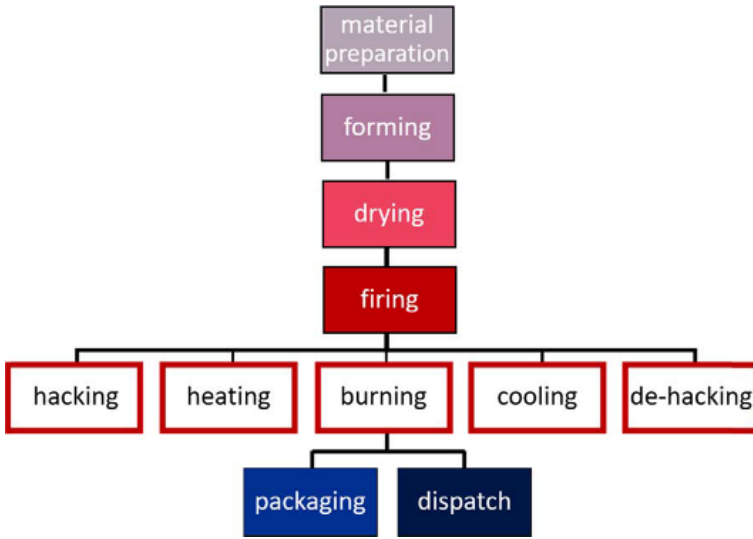 material
preparation
forming
drying
firing
hacking
heating
burning
cooling
de-hacking
packaging
dispatch